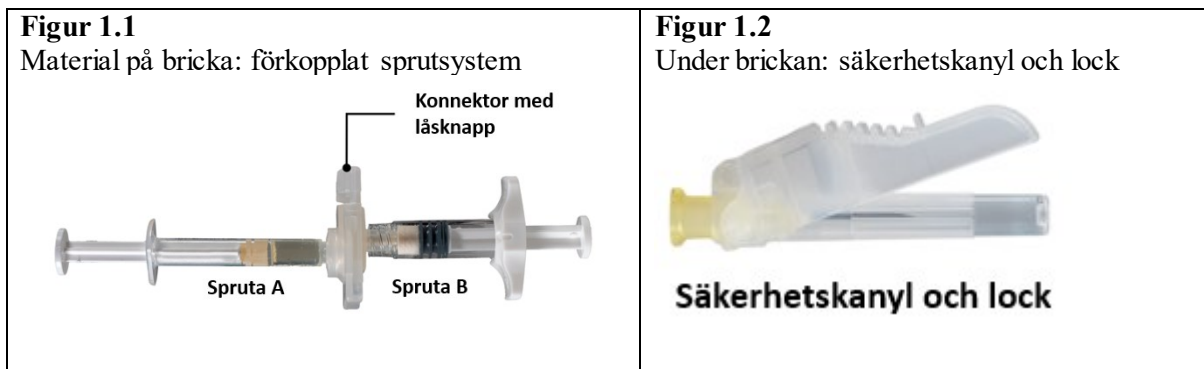 Figur 1.1
Material på bricka: förkopplat sprutsystem
Konnektor med
låsknapp
Spruta A
Spruta B
Figur 1.2
Under brickan: säkerhetskanyl och lock
Säkerhetskanyl och lock